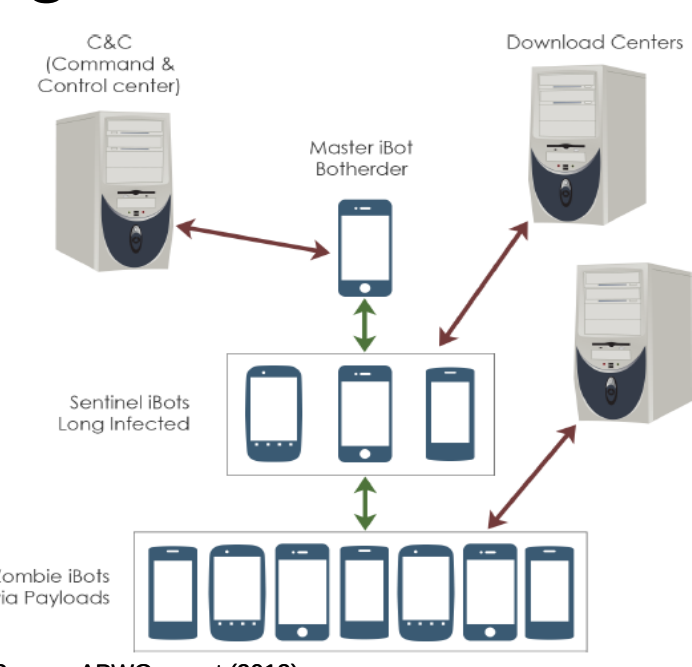 C&C
(Command &
Control center)
Download Centers
Master iBot
Botherder
Sentinel iBots
Long Infected
ombie iBots
ia Payloads